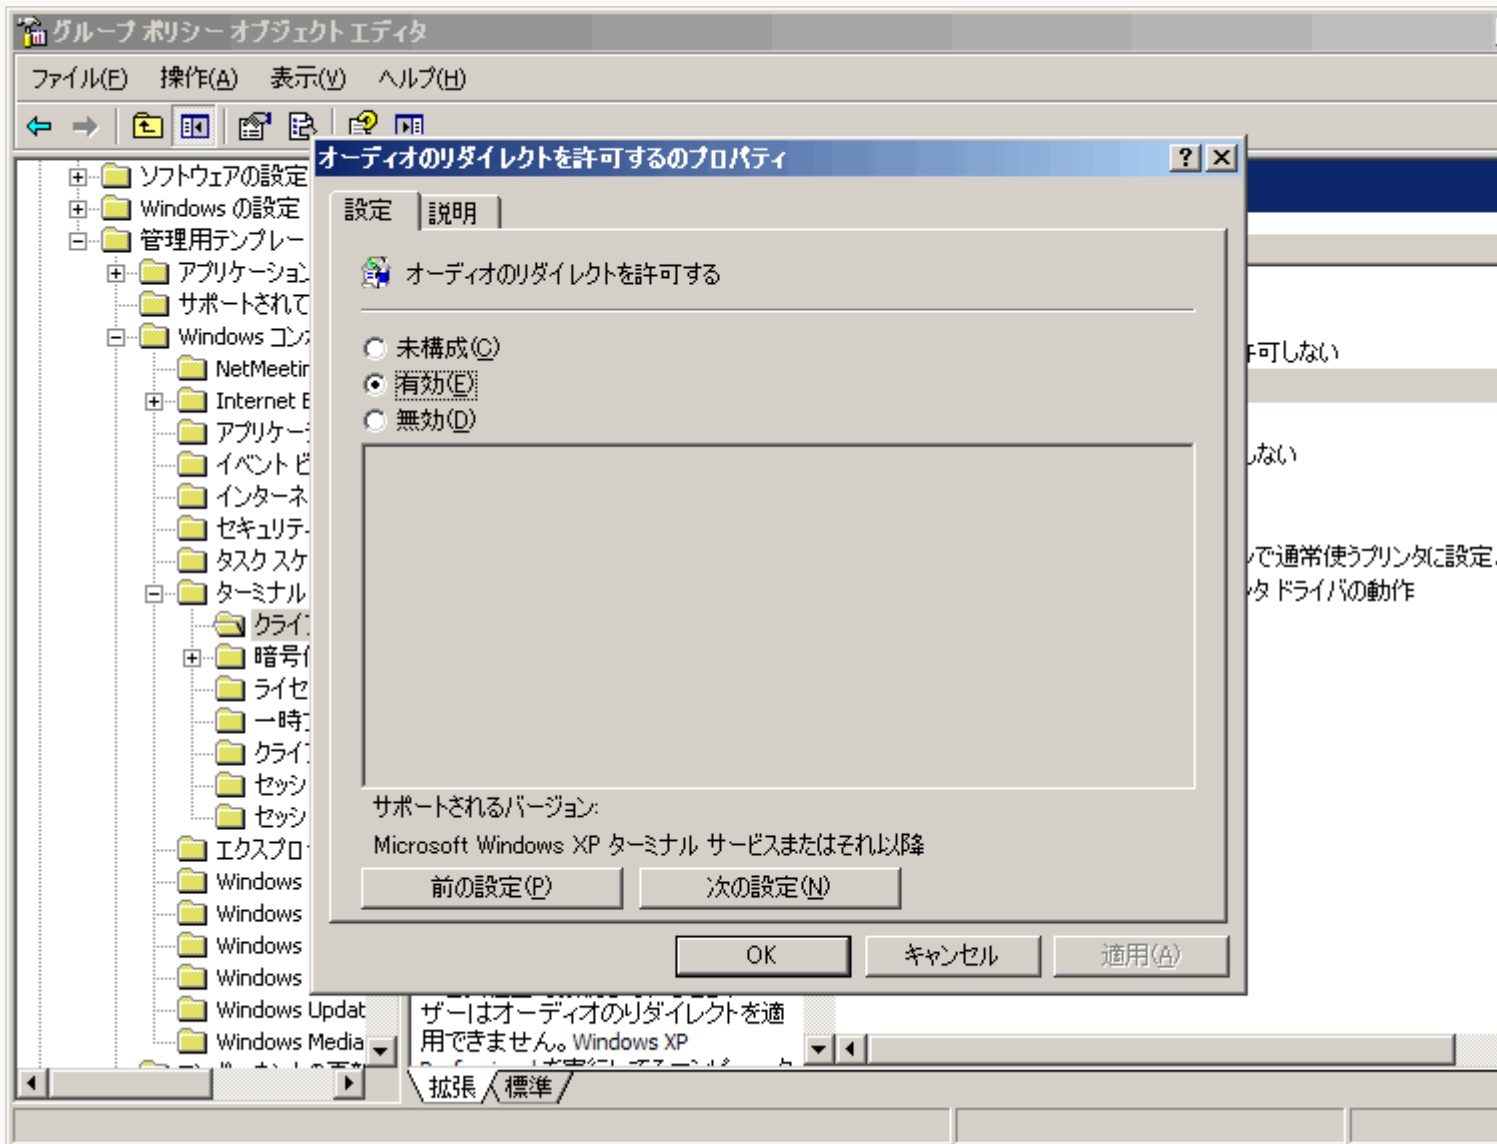 グループ ポリシー オブジェクト エディタ
ファイル(F) 操作(A) 表示(V) ヘルプ(H)
オーディオのリダイレクトを許可するのプロパティ
設定
説明
オーディオのリダイレクトを許可する
未構成(C)
有効(E)
無効(D)
サポートされるバージョン:
Microsoft Windows XP ターミナル サービスまたはそれ以降
前の設定(P)
次の設定(N)
OK
キャンセル
適用(A)
ソフトウェアの設定
Windows の設定
管理用テンプレー
アプリケーション
サポートされて
Windows コン
NetMeetin
Internet E
アプリケー
イベント ビ
インターネ
セキュリティ
タスク スケ
ターミナル
クライ
暗号
ライセ
一時
クライ
セッシ
セッシ
エクスプロ
Windows
Windows
Windows
Windows
Windows Updat
Windows Media
許可しない
しない
で通常使うプリンタに設定
タ ドライバの動作
ザーはオーディオのリダイレクトを適
用できません。Windows XP
拡張
標準